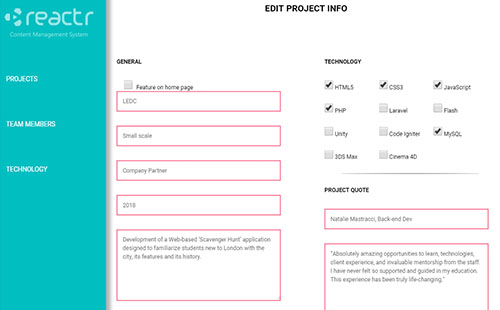 reactr
Content Management System
PROJECTS
TEAM MEMBERS
TECHNOLOGY
EDIT PROJECT INFO
GENERAL
Feature on home page
LEDC
Small scale
Company Partner
2018
Development of a Web-based 'Scavenger Hunt' application
designed to familiarize students new to London with the
city, its features and its history.
TECHNOLOGY
HTML5 CSS3 JavaScript
PHP Laravel Flash
Unity Code Igniter MySQL
3DS Max Cinema 4D
PROJECT QUOTE
Natalie Mastracci, Back-end Dev
"Absolutely amazing opportunities to learn, technologies,
client experience, and invaluable mentorship from the staff.
I have never felt so supported and guided in my education.
This experience has been truly life-changing."